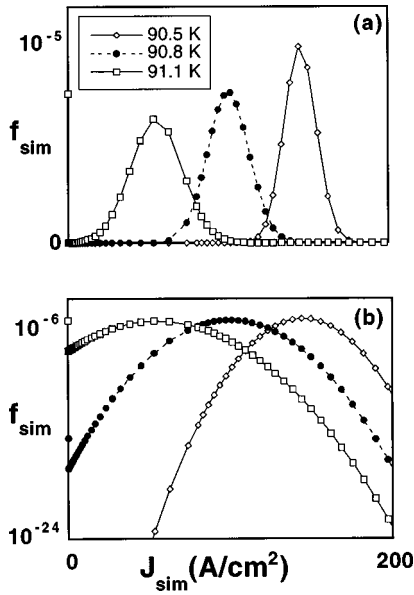 (a)
10⁻⁵
90.5 K
90.8 K
91.1 K
f_sim
0
(b)
10⁻⁶
f_sim
10⁻²⁴
0
J_sim(A/cm²)
200